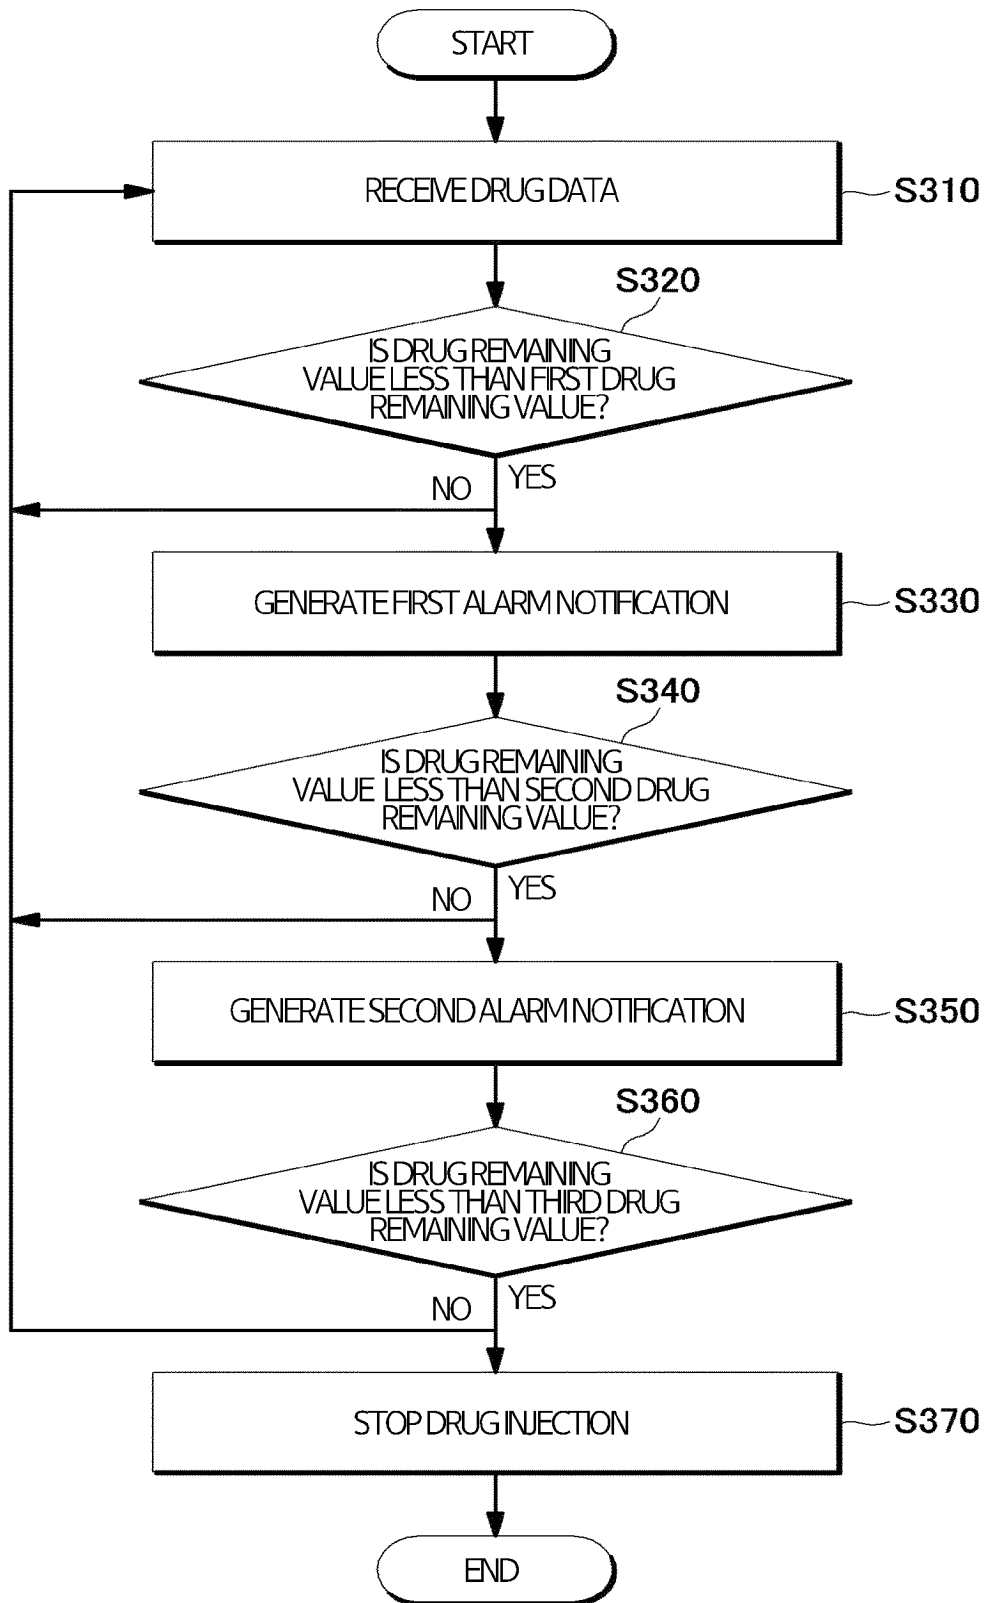 START
RECEIVE DRUG DATA
S310
S320
IS DRUG REMAINING
VALUE LESS THAN FIRST DRUG
REMAINING VALUE?
YES
NO
GENERATE FIRST ALARM NOTIFICATION
S330
S340
IS DRUG REMAINING
VALUE LESS THAN SECOND DRUG
REMAINING VALUE?
YES
NO
GENERATE SECOND ALARM NOTIFICATION
S350
S360
IS DRUG REMAINING
VALUE LESS THAN THIRD DRUG
REMAINING VALUE?
YES
NO
STOP DRUG INJECTION
S370
END